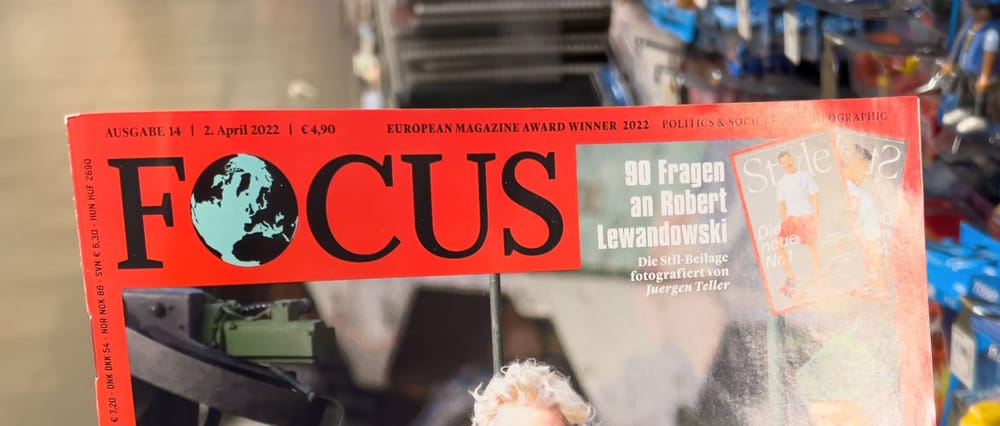 AUSGABE 14 | 2. April 2022 | €4,90
EUROPEAN MAGAZINE AWARD WINNER 2022 POLITICS & SOCIETY
FOCUS
90 Fragen
an Robert
Lewandowski
Die Stil-Beilage
fotografiert von
Juergen Teller
Style
Die
neue
Nr. 1
€ 7,20 · DNK DKK 54 · NOR NOK 86 · SVN € 6,30 · HUN HUF 2690